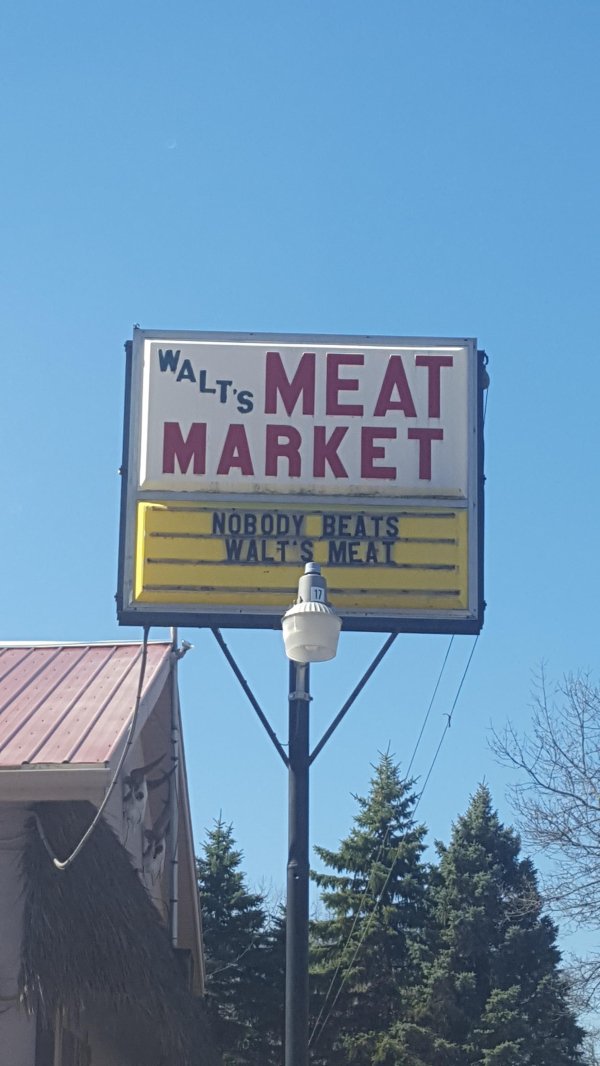 WALT'S MEAT
MARKET
NOBODY BEATS
WALT'S MEAT
17